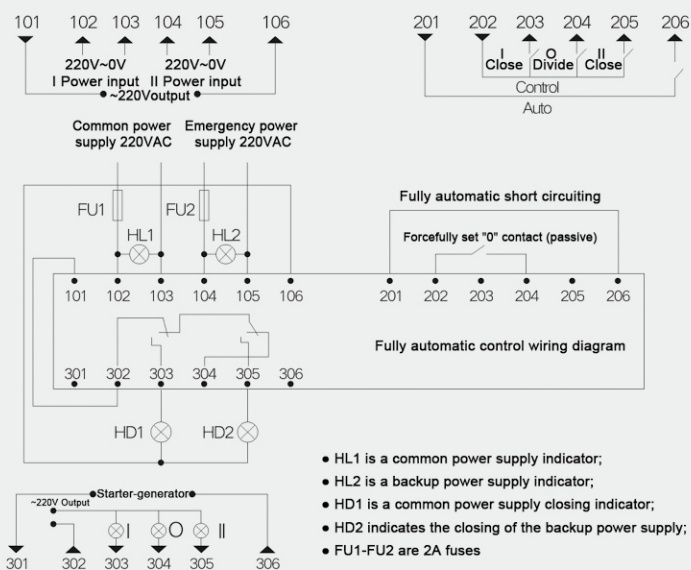 101 102 103 104 105 106
220V~0V 220V~0V
I Power input II Power input
~220Voutput
201 202 203 204 205 206
I O II
Close Divide Close
Control
Auto
Common power supply 220VAC
Emergency power supply 220VAC
FU1 FU2
HL1 HL2
Fully automatic short circuiting
Forcefully set "0" contact (passive)
101 102 103 104 105 106 201 202 203 204 205 206
Fully automatic control wiring diagram
301 302 303 304 305 306
HD1 HD2
Starter-generator
~220V Output
I O II
301 302 303 304 305 306
● HL1 is a common power supply indicator;
● HL2 is a backup power supply indicator;
● HD1 is a common power supply closing indicator;
● HD2 indicates the closing of the backup power supply;
● FU1-FU2 are 2A fuses